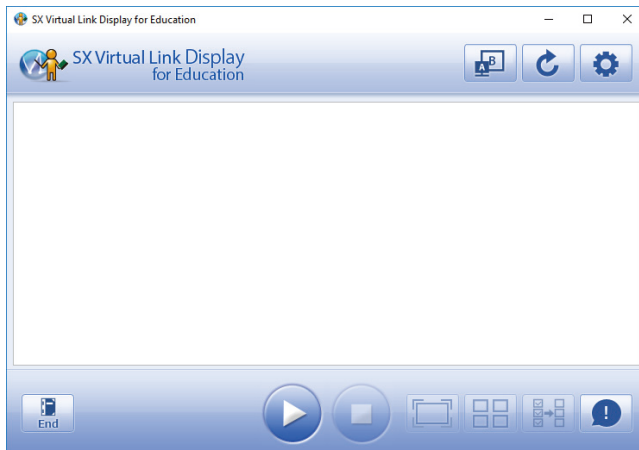 SX Virtual Link Display for Education
SX Virtual Link Display
for Education
A B
End
!